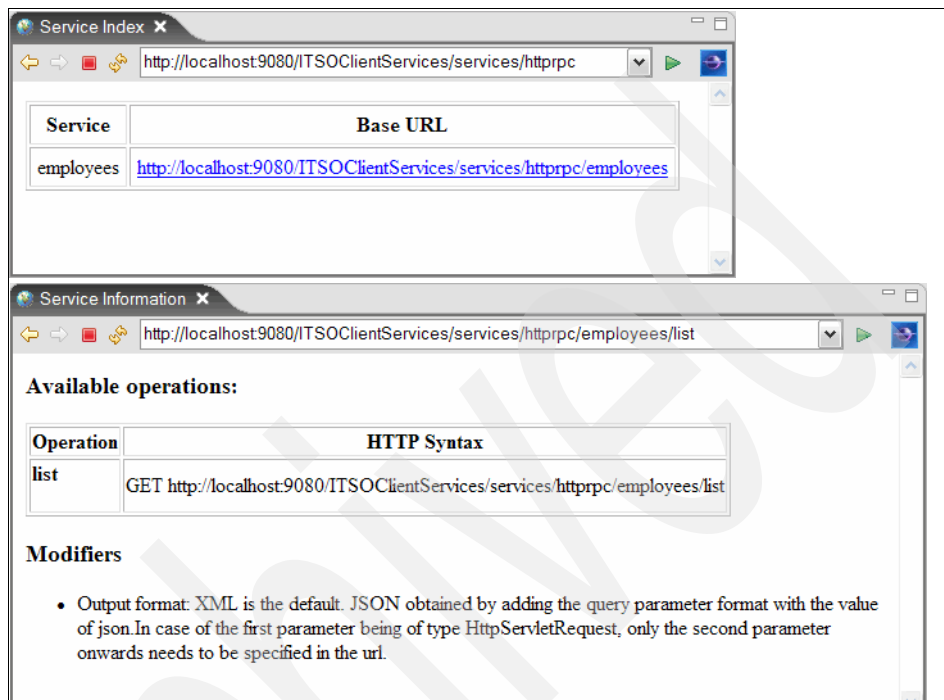 Service Index
http://localhost:9080/ITSOClientServices/services/httprpc
Service Base URL
employees http://localhost:9080/ITSOClientServices/services/httprpc/employees
Service Information
http://localhost:9080/ITSOClientServices/services/httprpc/employees/list
Available operations:
Operation HTTP Syntax
list GET http://localhost:9080/ITSOClientServices/services/httprpc/employees/list
Modifiers
• Output format: XML is the default. JSON obtained by adding the query parameter format with the value
of json.In case of the first parameter being of type HttpServletRequest, only the second parameter
onwards needs to be specified in the url.
hived